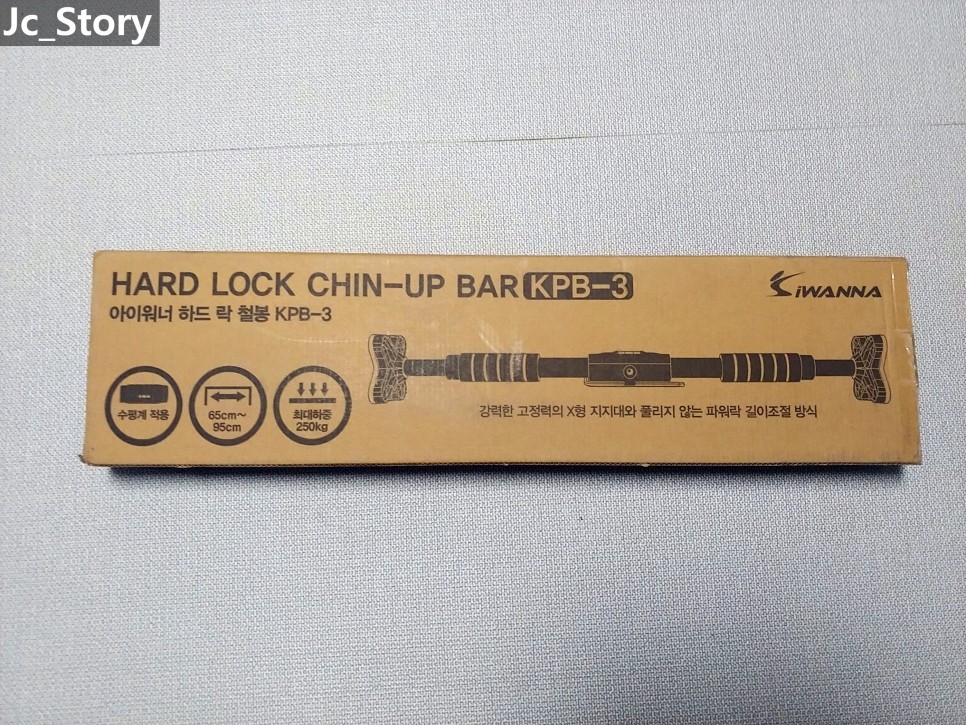 Jc_Story
HARD LOCK CHIN-UP BAR KPB-3
아이워너 하드 락 철봉 KPB-3
iWANNA
수평계 적용
65cm~
95cm
최대하중
250kg
강력한 고정력의 X형 지지대와 풀리지 않는 파워락 길이조절 방식